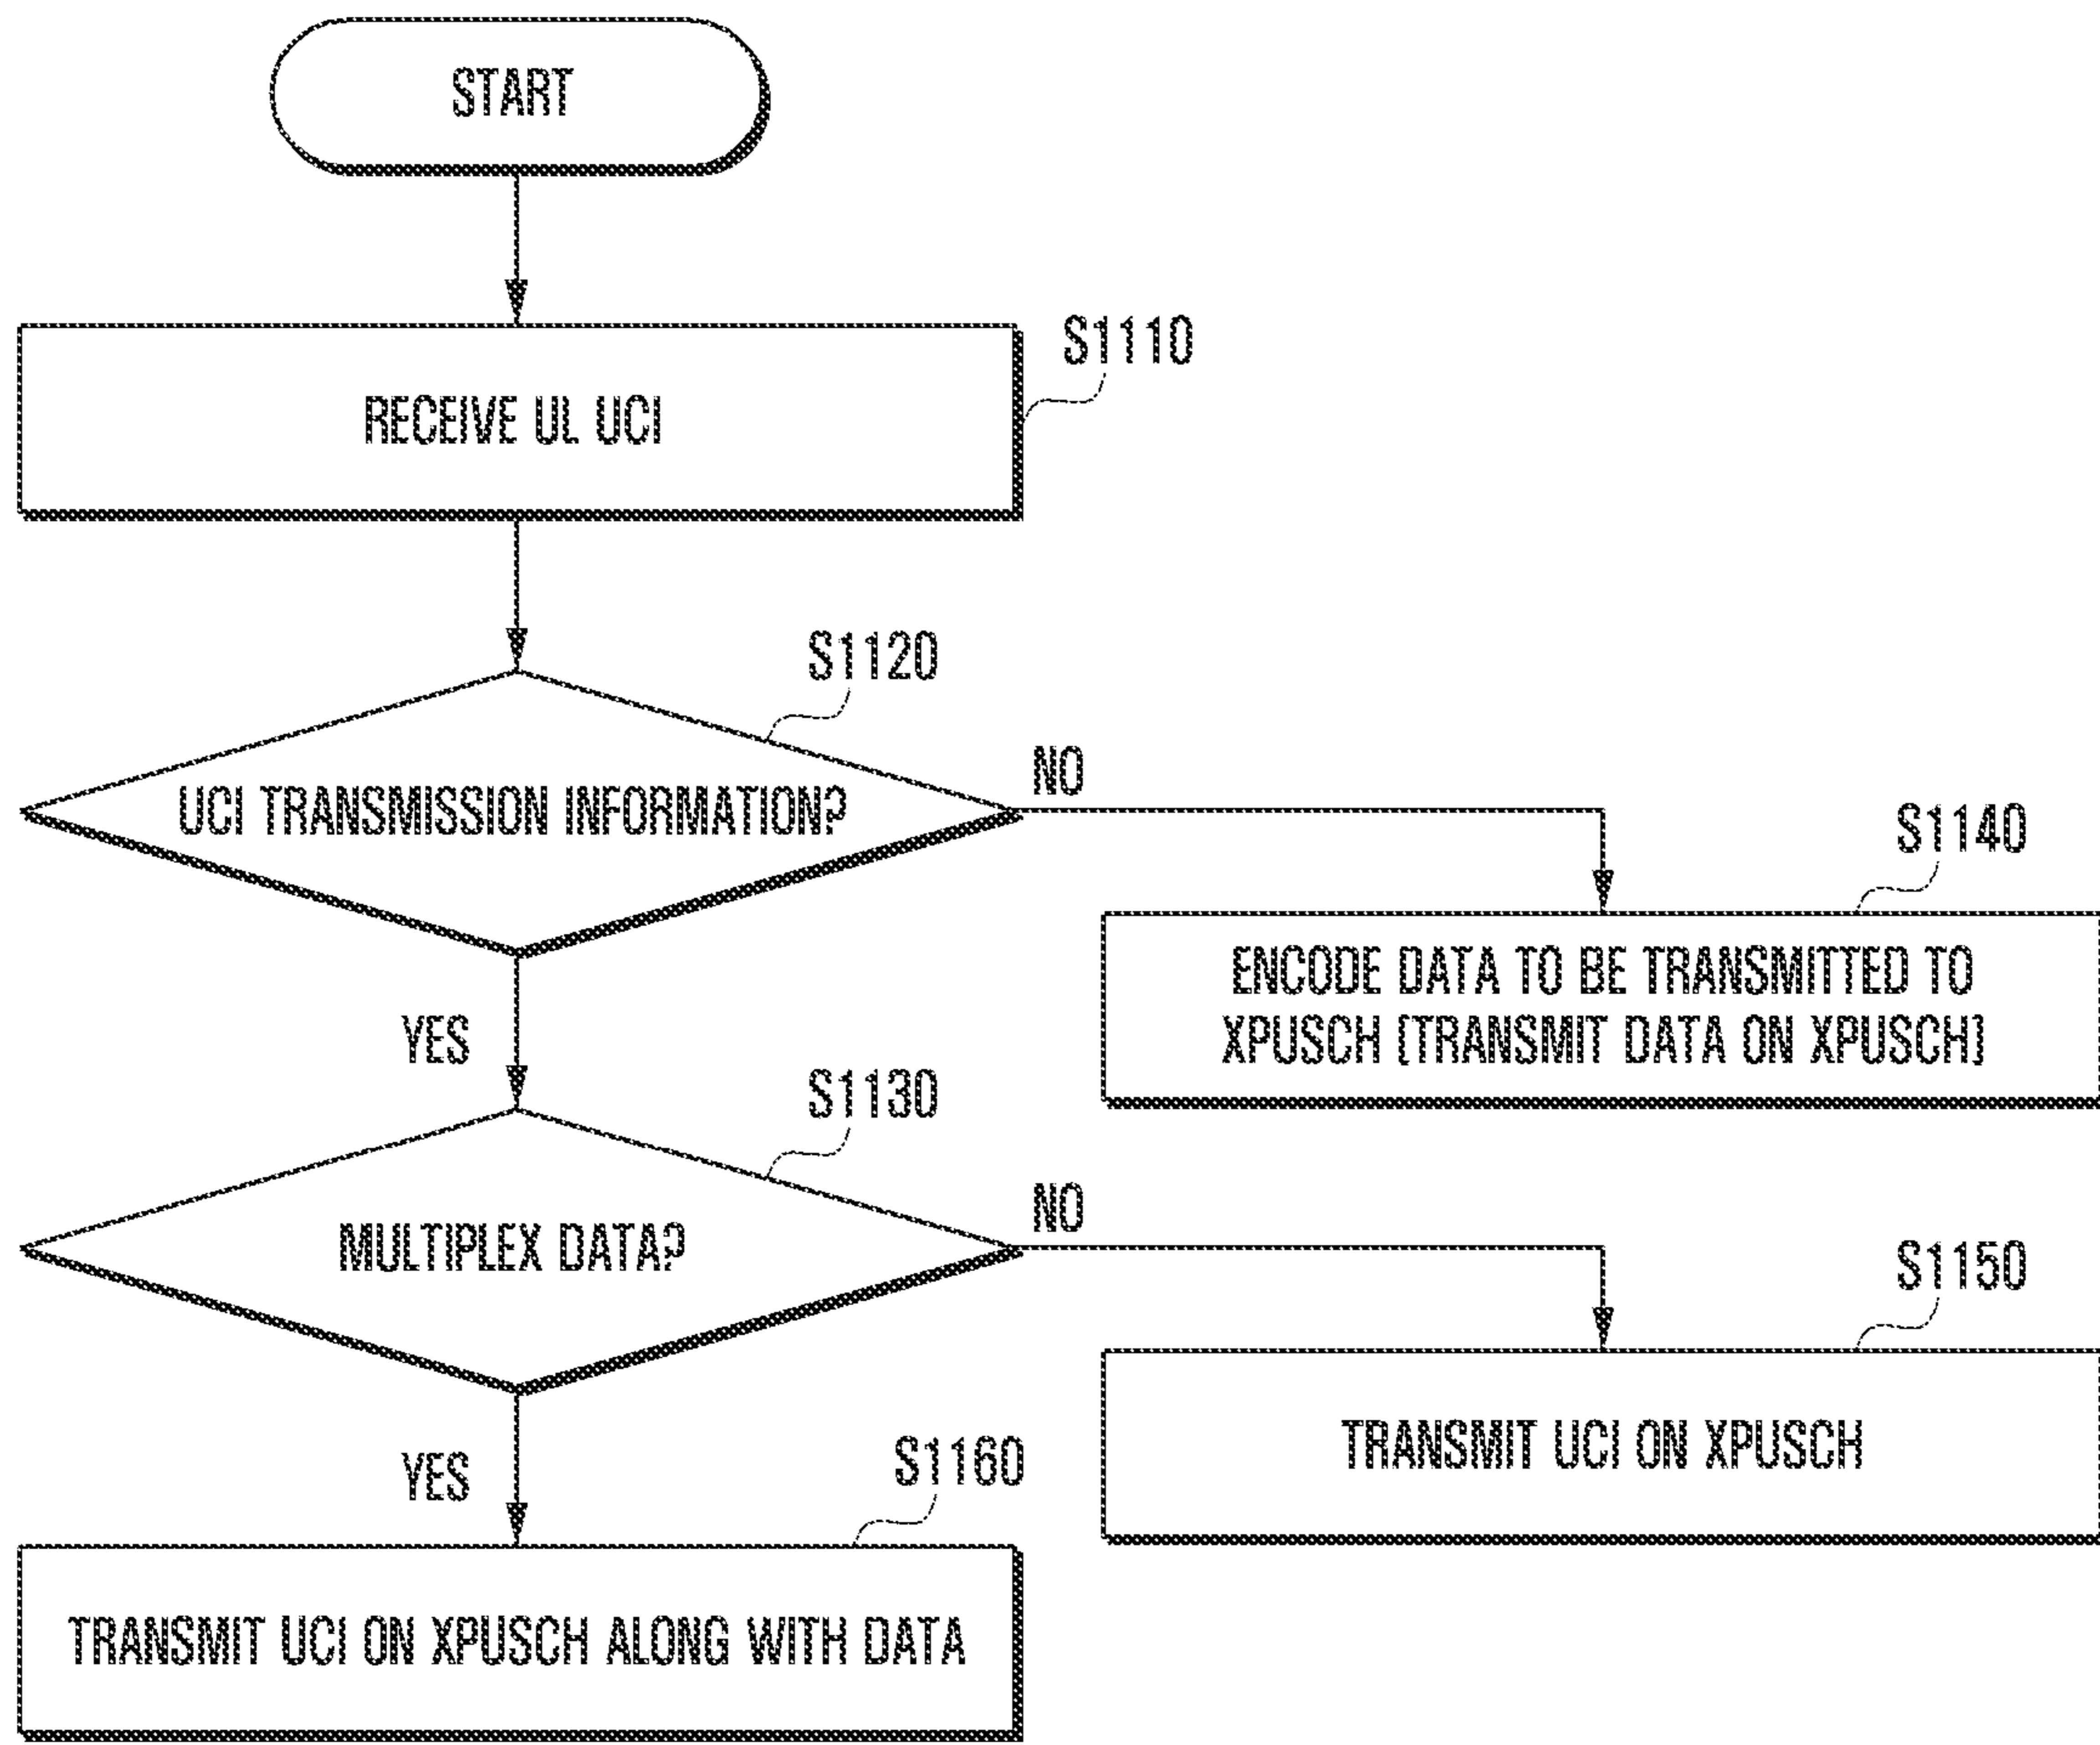 START
S1110
RECEIVE UL UCI
S1120
UCI TRANSMISSION INFORMATION?
NO
S1140
ENCODE DATA TO BE TRANSMITTED TO
XPUSCH (TRANSMIT DATA ON XPUSCH)
YES
S1130
MULTIPLEX DATA?
NO
S1150
TRANSMIT UCI ON XPUSCH
YES
S1160
TRANSMIT UCI ON XPUSCH ALONG WITH DATA